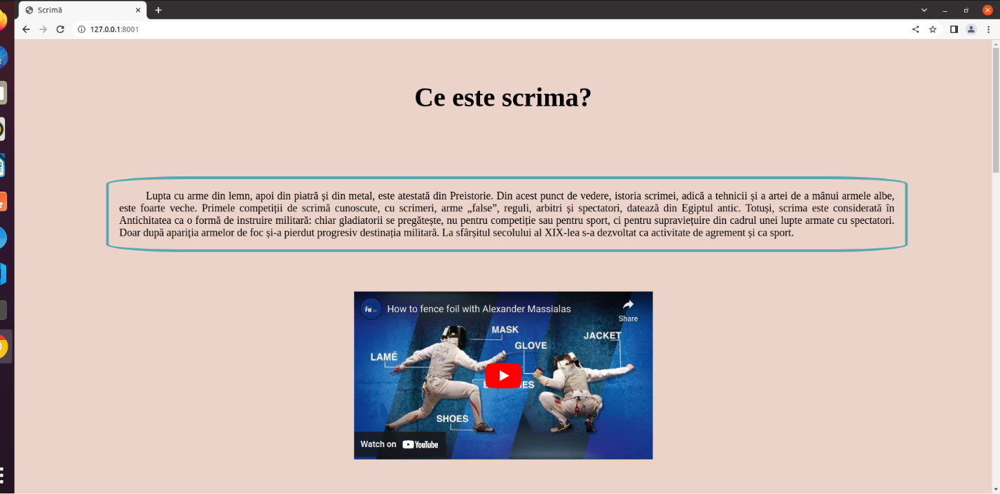 Scrimă
127.0.0.1:8001
Ce este scrima?
Lupta cu arme din lemn, apoi din piatră și din metal, este atestată din Preistorie. Din acest punct de vedere, istoria scrimei, adică a tehnicii și a artei de a mânui armele albe,
este foarte veche. Primele competiții de scrimă cunoscute, cu scrimeri, arme „false”, reguli, arbitri și spectatori, datează din Egiptul antic. Totuși, scrima este considerată în
Antichitatea ca o formă de instruire militară: chiar gladiatorii se pregătește, nu pentru competiție sau pentru sport, ci pentru supraviețuire din cadrul unei lupte armate cu spectatori.
Doar după apariția armelor de foc și-a pierdut progresiv destinația militară. La sfârșitul secolului al XIX-lea s-a dezvoltat ca activitate de agrement și ca sport.
FIE
How to fence foil with Alexander Massialas
Share
MASK
JACKET
GLOVE
LAMÉ
SHOES
Watch on YouTube